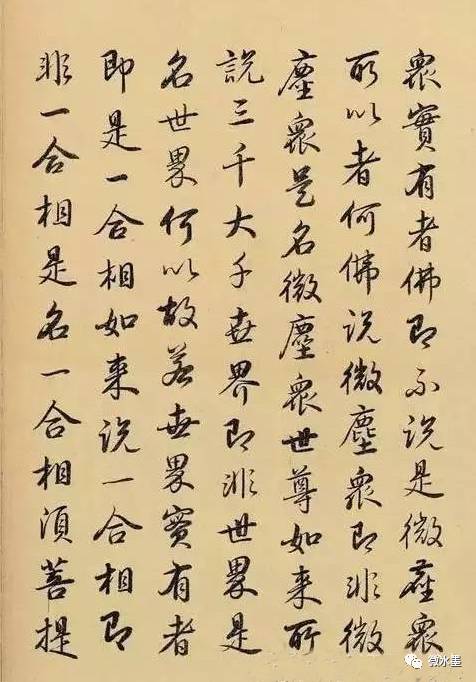 衆實有者佛即不說是微塵衆
所以者何佛說微塵衆即非微
塵衆是名微塵衆世尊如来所
說三千大千世界即非世界是
名世界何以故若世界實有者
即是一合相如来說一合相即
非一合相是名一合相須菩提
微水墨